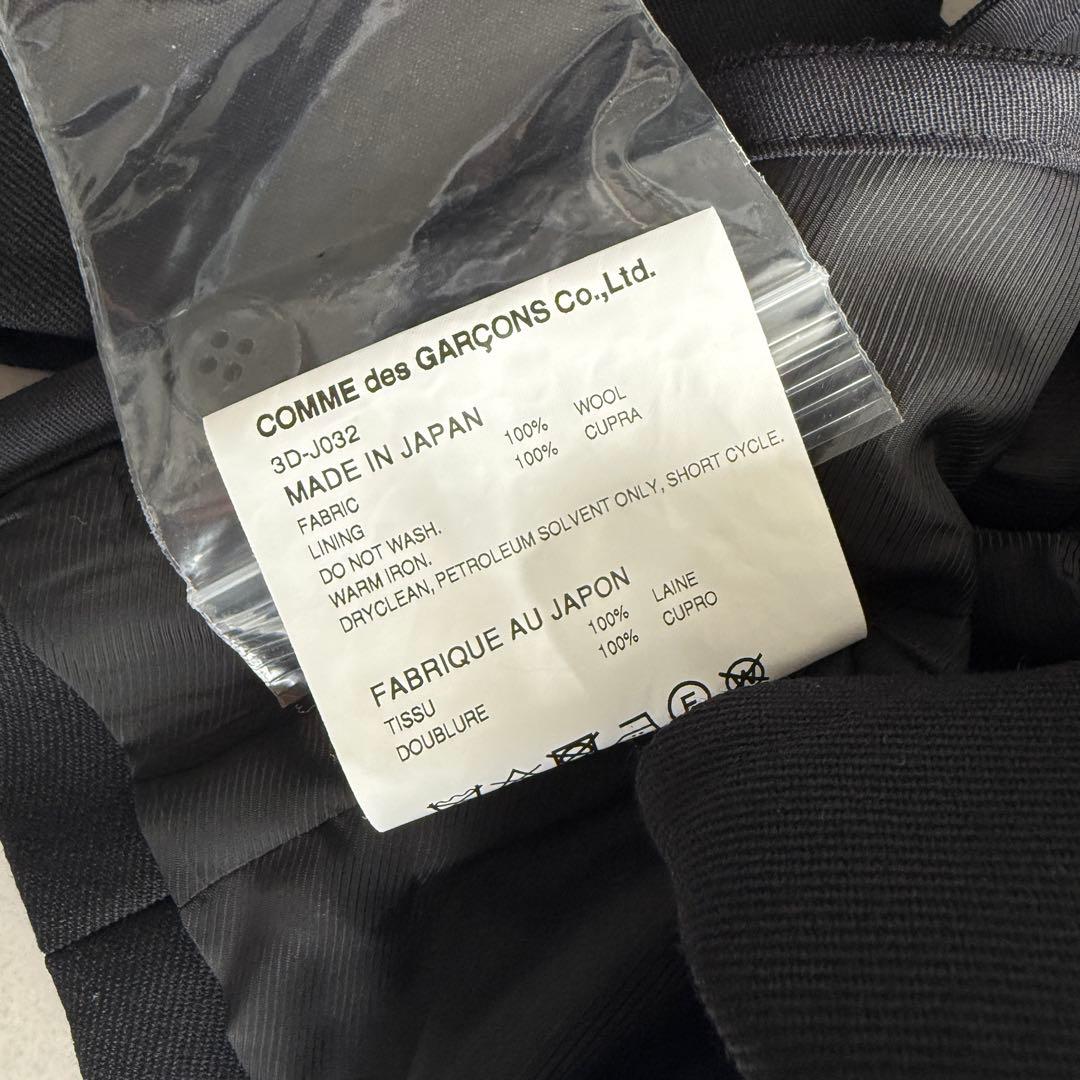 COMME des GARÇONS Co.,Ltd.
3D-J032
MADE IN JAPAN
FABRIC 100% WOOL
LINING 100% CUPRA
DO NOT WASH.
WARM IRON.
DRYCLEAN, PETROLEUM SOLVENT ONLY, SHORT CYCLE.
FABRIQUE AU JAPON
TISSU 100% LAINE
DOUBLURE 100% CUPRO
F W